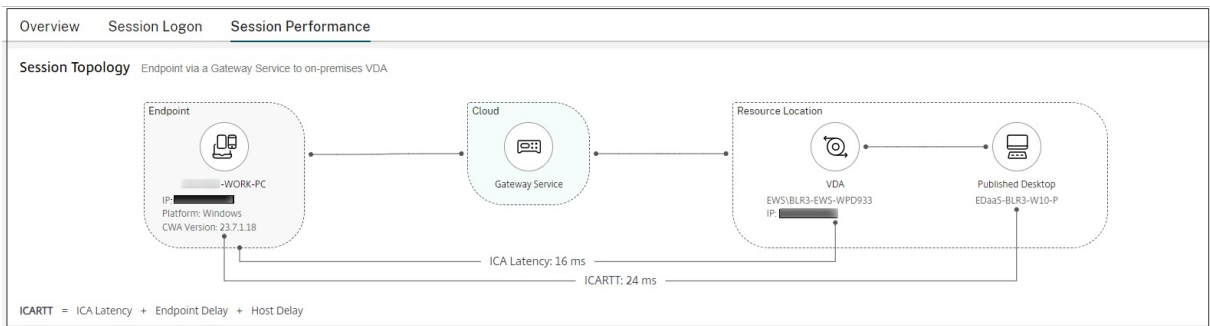 Overview Session Logon Session Performance
Session Topology Endpoint via a Gateway Service to on-premises VDA
Endpoint
-WORK-PC
IP:
Platform: Windows
CWA Version: 23.7.1.18
Cloud
Gateway Service
Resource Location
VDA
EWS\BLR3-EWS-WPD933
IP:
Published Desktop
EDaaS-BLR3-W10-P
ICA Latency: 16 ms
ICARTT: 24 ms
ICARTT = ICA Latency + Endpoint Delay + Host Delay